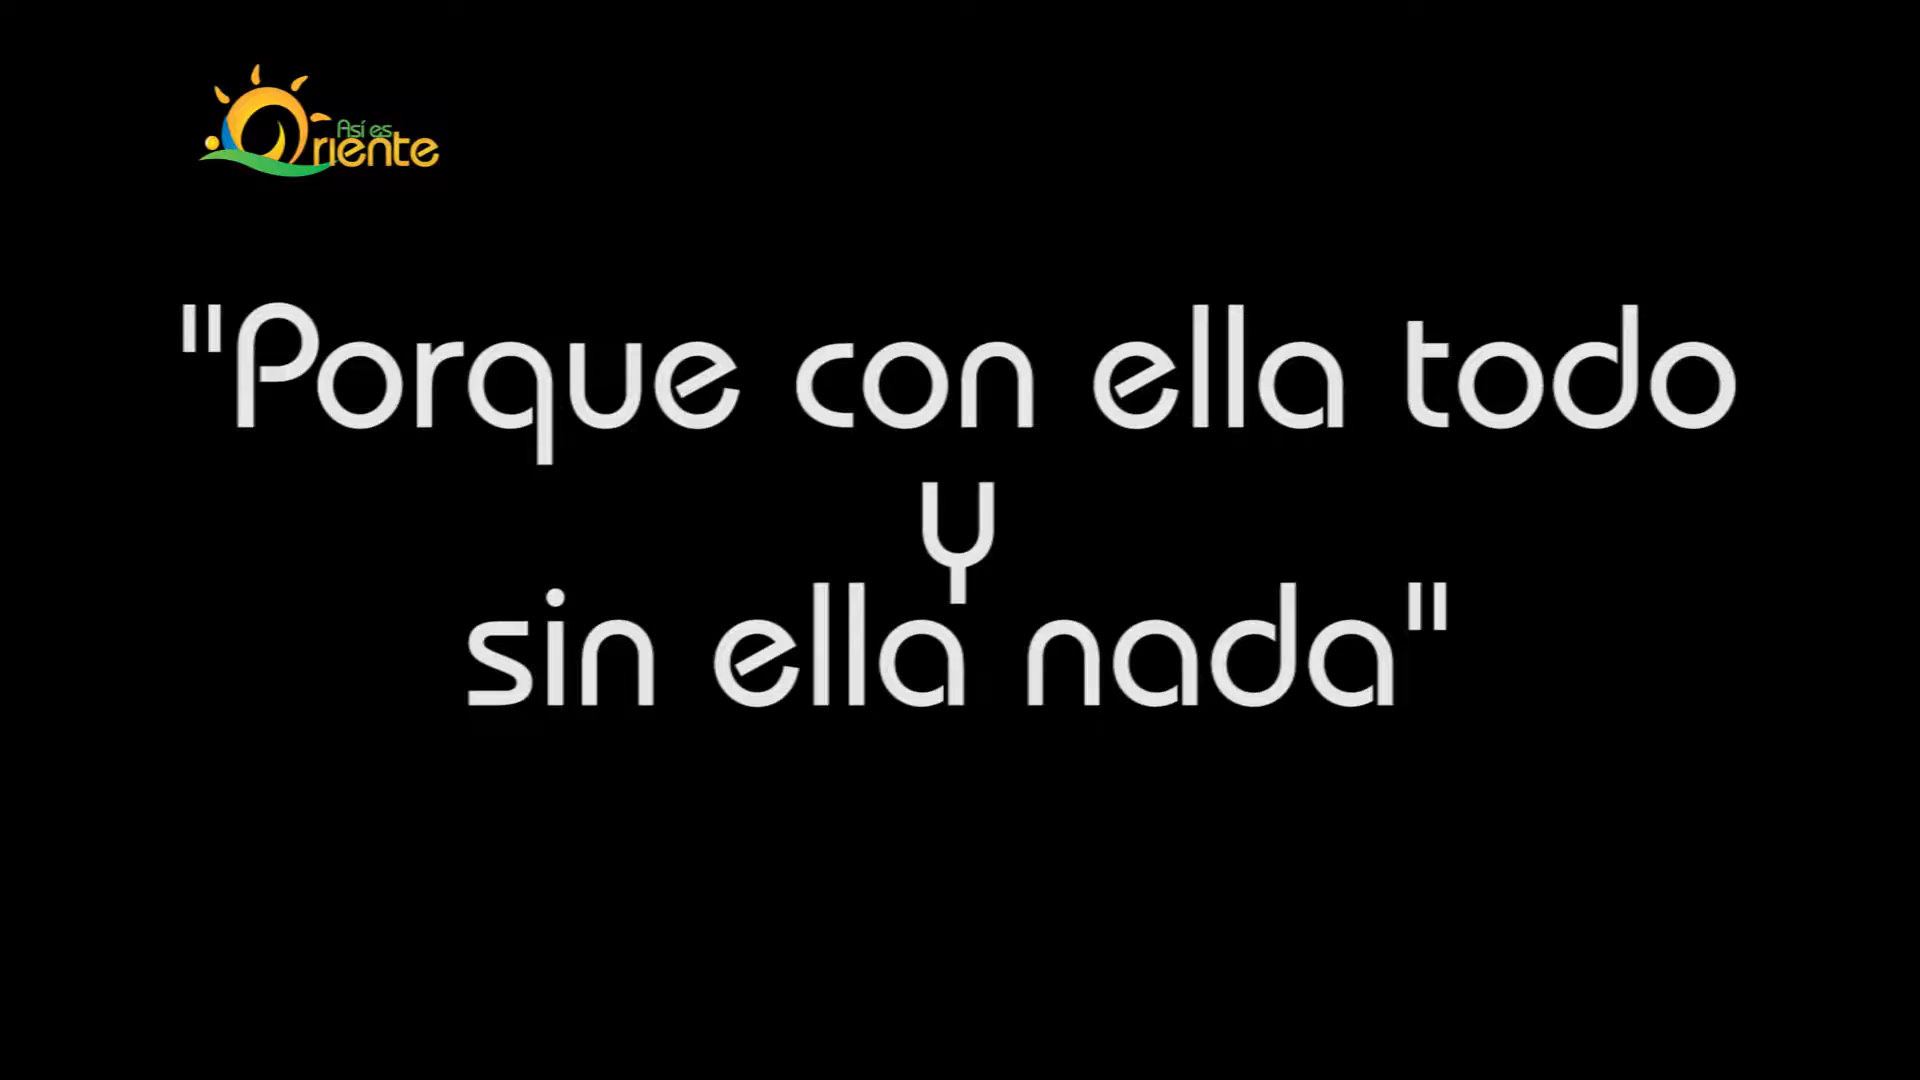 Así es
Oriente
"Porque con ella todo
y
sin ella nada"